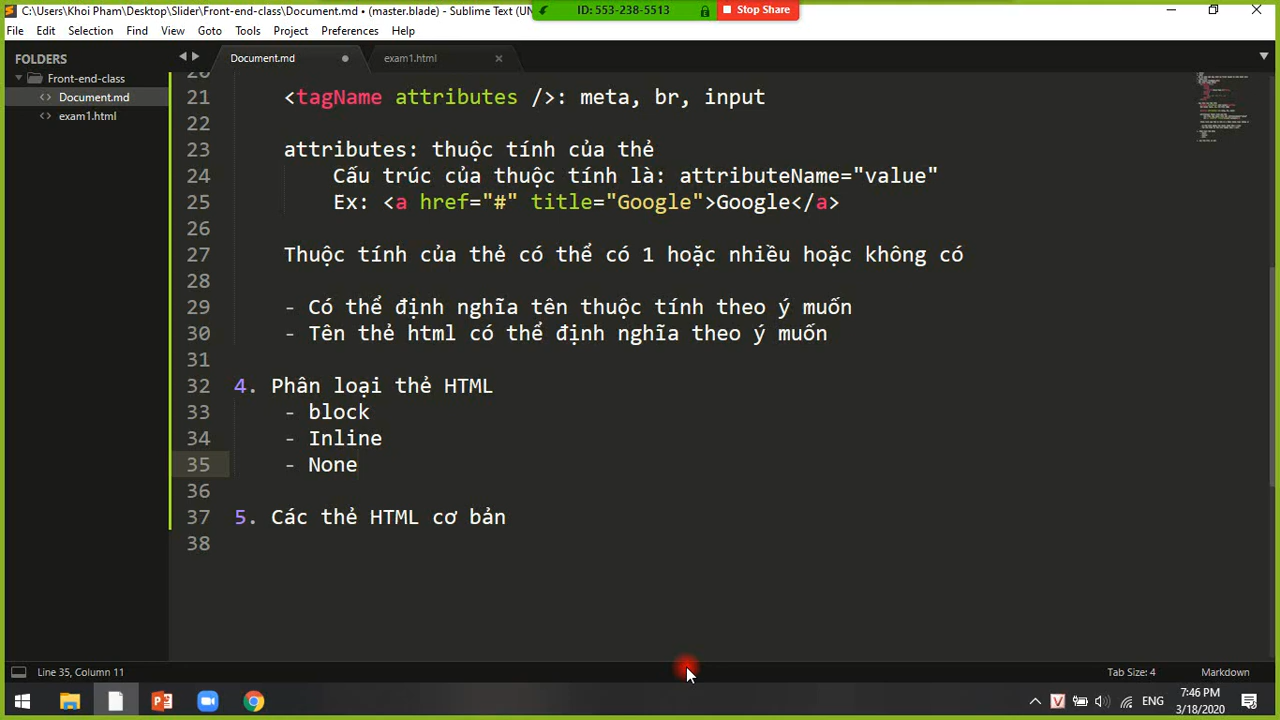 C:\Users\Khoi Pham\Desktop\Slider\Front-end-class\Document.md • (master.blade) - Sublime Text (UN
ID: 553-238-5513
Stop Share
File Edit Selection Find View Goto Tools Project Preferences Help
FOLDERS
Front-end-class
Document.md
exam1.html
Document.md
exam1.html
21 <tagName attributes />: meta, br, input
22
23 attributes: thuộc tính của thẻ
24 Cấu trúc của thuộc tính là: attributeName="value"
25 Ex: <a href="#" title="Google">Google</a>
26
27 Thuộc tính của thẻ có thể có 1 hoặc nhiều hoặc không có
28
29 - Có thể định nghĩa tên thuộc tính theo ý muốn
30 - Tên thẻ html có thể định nghĩa theo ý muốn
31
32 4. Phân loại thẻ HTML
33 - block
34 - Inline
35 - None
36
37 5. Các thẻ HTML cơ bản
38
Line 35, Column 11
Tab Size: 4
Markdown
ENG
7:46 PM
3/18/2020